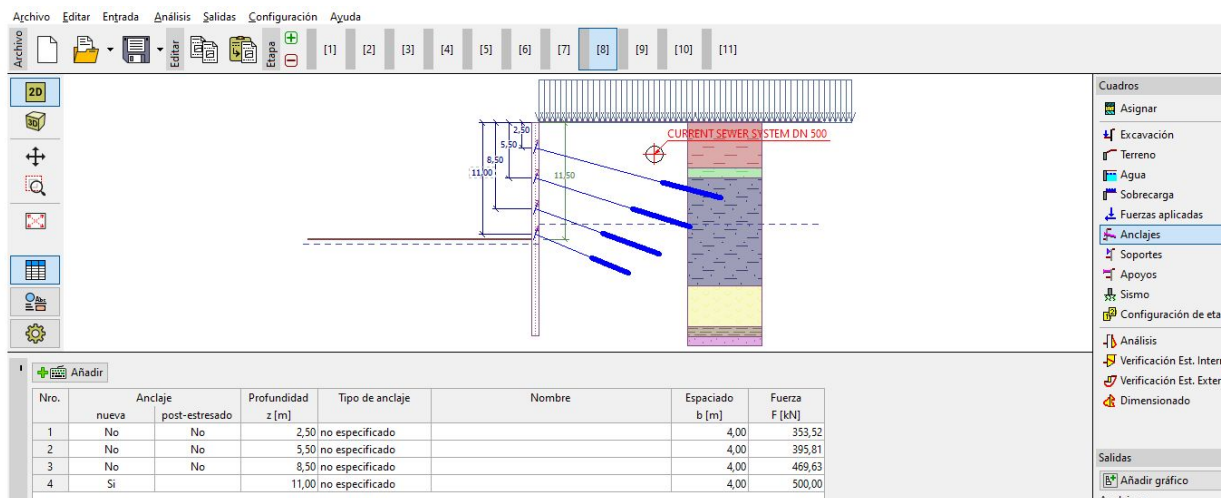 Archivo Editar Entrada Análisis Salidas Configuración Ayuda
Archivo
Editar
Etapa
[1] [2] [3] [4] [5] [6] [7] [8] [9] [10] [11]
2D
3D
2,50
5,50
8,50
11,00
11,50
CURRENT SEWER SYSTEM DN 500
Cuadros
Asignar
Excavación
Terreno
Agua
Sobrecarga
Fuerzas aplicadas
Anclajes
Soportes
Apoyos
Sismo
Configuración de eta
Análisis
Verificación Est. Inter
Verificación Est. Exter
Dimensionado
Salidas
Añadir gráfico
Añadir
Nro. Anclaje Profundidad Tipo de anclaje Nombre Espaciado Fuerza
nueva post-estresado z [m] b [m] F [kN]
1 No No 2,50 no especificado 4,00 353,52
2 No No 5,50 no especificado 4,00 395,81
3 No No 8,50 no especificado 4,00 469,63
4 Si 11,00 no especificado 4,00 500,00